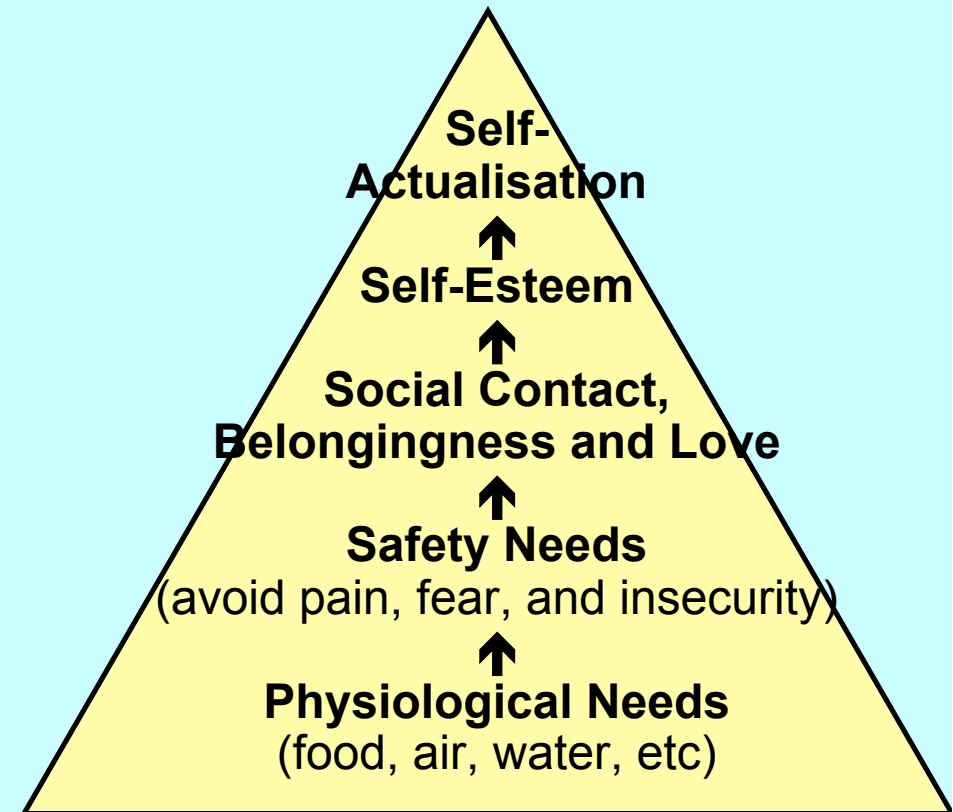 Self-
Actualisation
Self-Esteem
Social Contact,
Belongingness and Love
Safety Needs
(avoid pain, fear, and insecurity)
Physiological Needs
(food, air, water, etc)